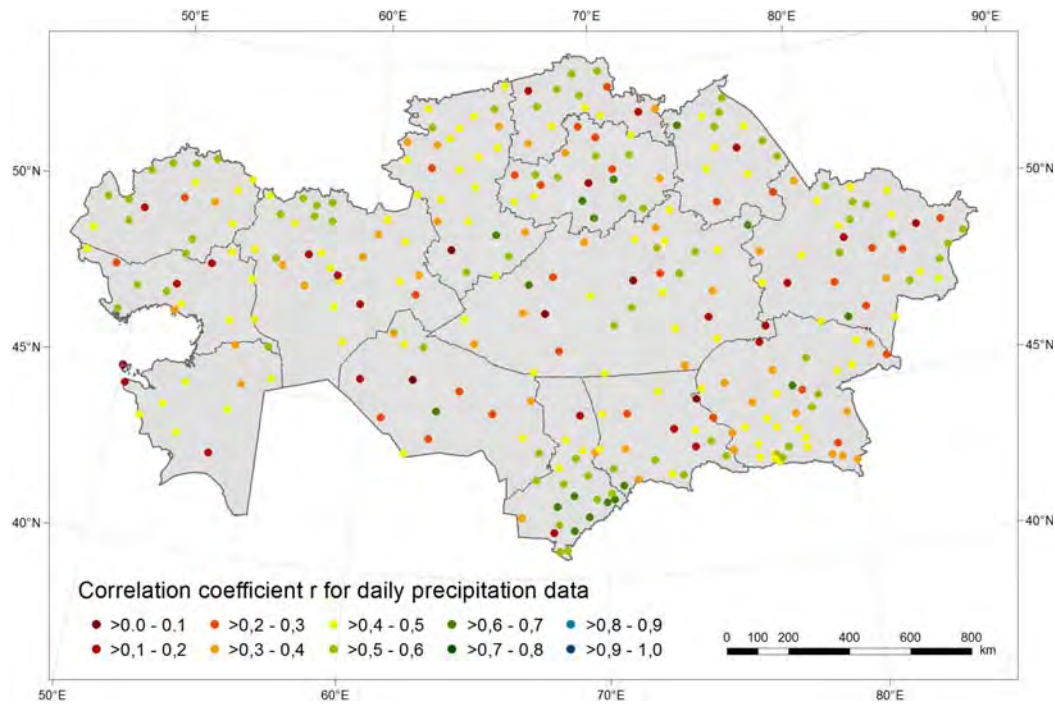 50°E 60°E 70°E 80°E 90°E
50°N 50°N
45°N 45°N
40°N 40°N
Correlation coefficient r for daily precipitation data
>0.0 - 0.1 >0,2 - 0,3 >0,4 - 0,5 >0,6 - 0,7 >0,8 - 0,9
>0,1 - 0,2 >0,3 - 0,4 >0,5 - 0,6 >0,7 - 0,8 >0,9 - 1,0
0 100 200 400 600 800
km
50°E 60°E 70°E 80°E